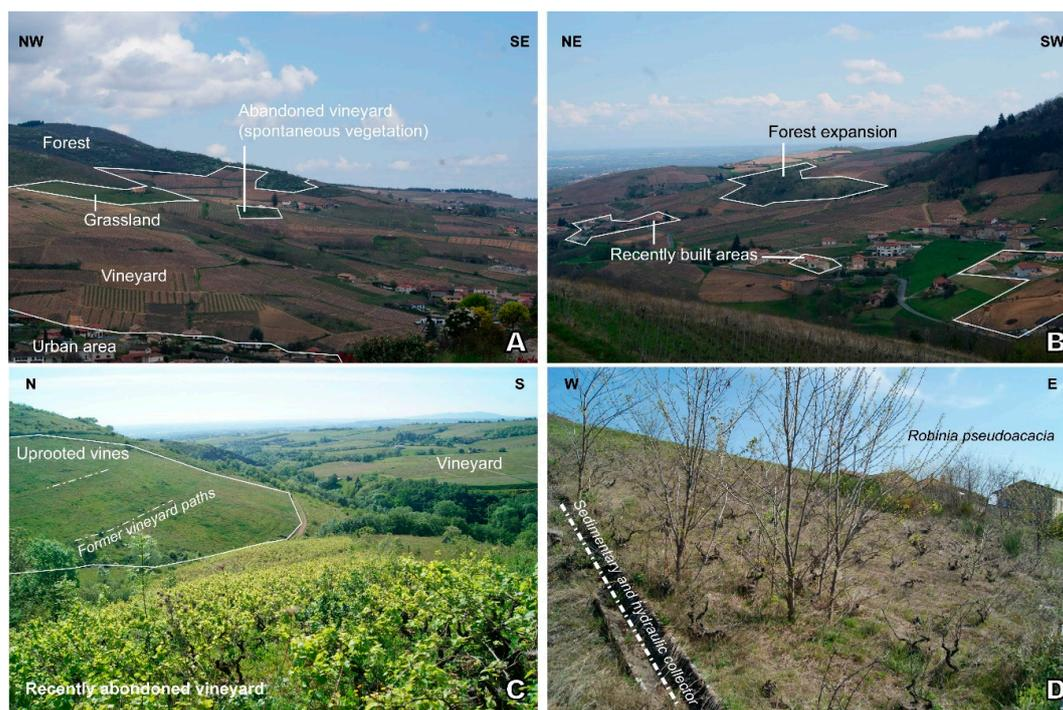 NW
SE
Abandoned vineyard
(spontaneous vegetation)
Forest
Grassland
Vineyard
Urban area
A
NE
SW
Forest expansion
Recently built areas
B
N
S
Uprooted vines
Vineyard
Former vineyard paths
Recently abondoned vineyard
C
W
E
Robinia pseudoacacia
Sedimentary and hydraulic collector
D